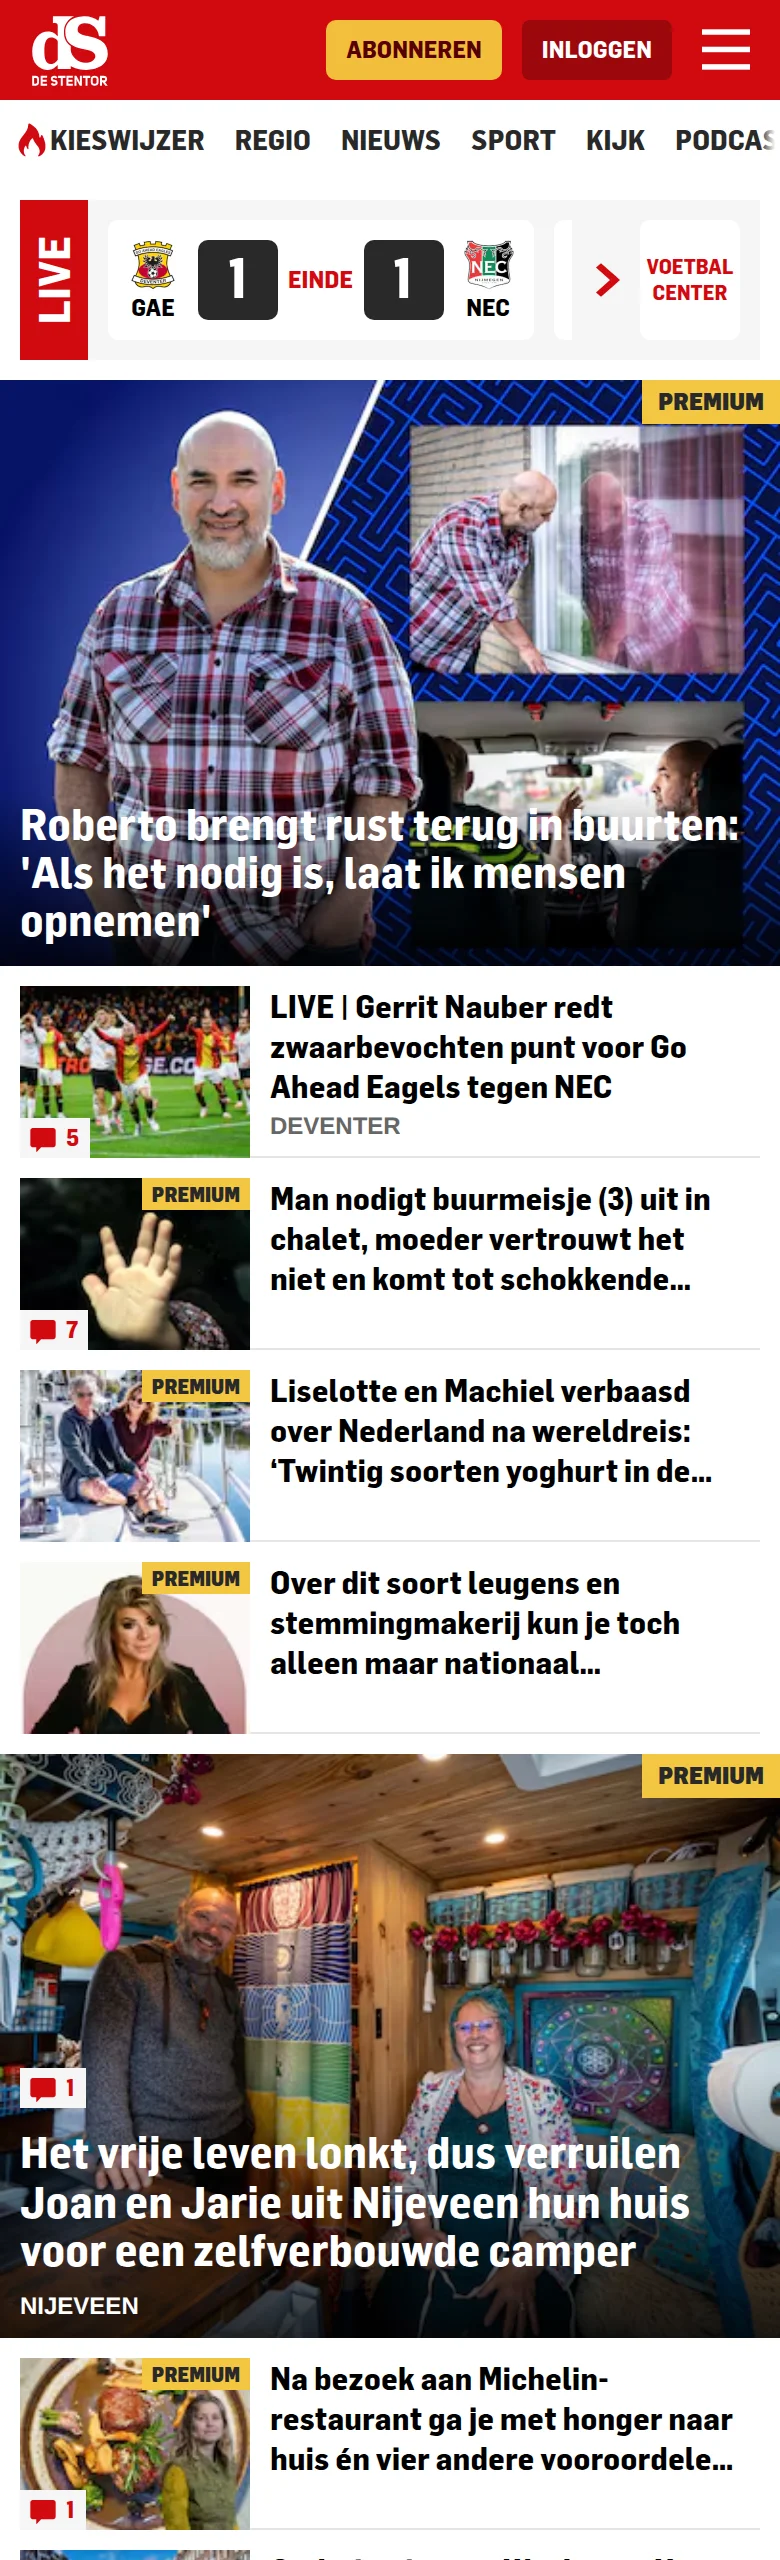 dS
DE STENTOR
ABONNEREN
INLOGGEN
KIESWIJZER REGIO NIEUWS SPORT KIJK PODCAS
LIVE
GAE
1
EINDE
1
NEC
NEC
VOETBAL
CENTER
PREMIUM
Roberto brengt rust terug in buurten:
'Als het nodig is, laat ik mensen
opnemen'
LIVE | Gerrit Nauber redt
zwaarbevochten punt voor Go
Ahead Eagels tegen NEC
DEVENTER
5
PREMIUM
Man nodigt buurmeisje (3) uit in
chalet, moeder vertrouwt het
niet en komt tot schokkende...
7
PREMIUM
Liselotte en Machiel verbaasd
over Nederland na wereldreis:
‘Twintig soorten yoghurt in de...
PREMIUM
Over dit soort leugens en
stemmingmakerij kun je toch
alleen maar nationaal...
PREMIUM
1
Het vrije leven lonkt, dus verruilen
Joan en Jarie uit Nijeveen hun huis
voor een zelfverbouwde camper
NIJEVEEN
PREMIUM
Na bezoek aan Michelin-
restaurant ga je met honger naar
huis én vier andere vooroordele...
1